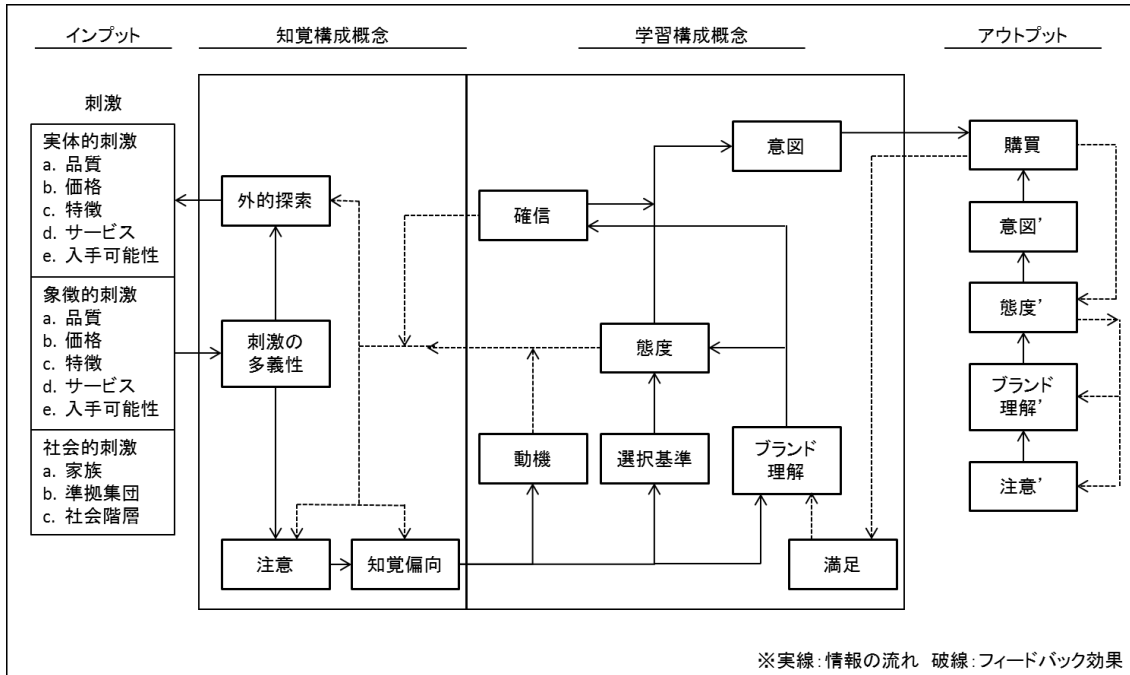 インプット
知覚構成概念
学習構成概念
アウトプット
刺激
実体的刺激
a. 品質
b. 価格
c. 特徴
d. サービス
e. 入手可能性
象徴的刺激
a. 品質
b. 価格
c. 特徴
d. サービス
e. 入手可能性
社会的刺激
a. 家族
b. 準拠集団
c. 社会階層
外的探索
刺激の
多義性
注意
知覚偏向
意図
確信
態度
動機
選択基準
ブランド
理解
満足
購買
意図’
態度’
ブランド
理解’
注意’
※実線：情報の流れ 破線：フィードバック効果